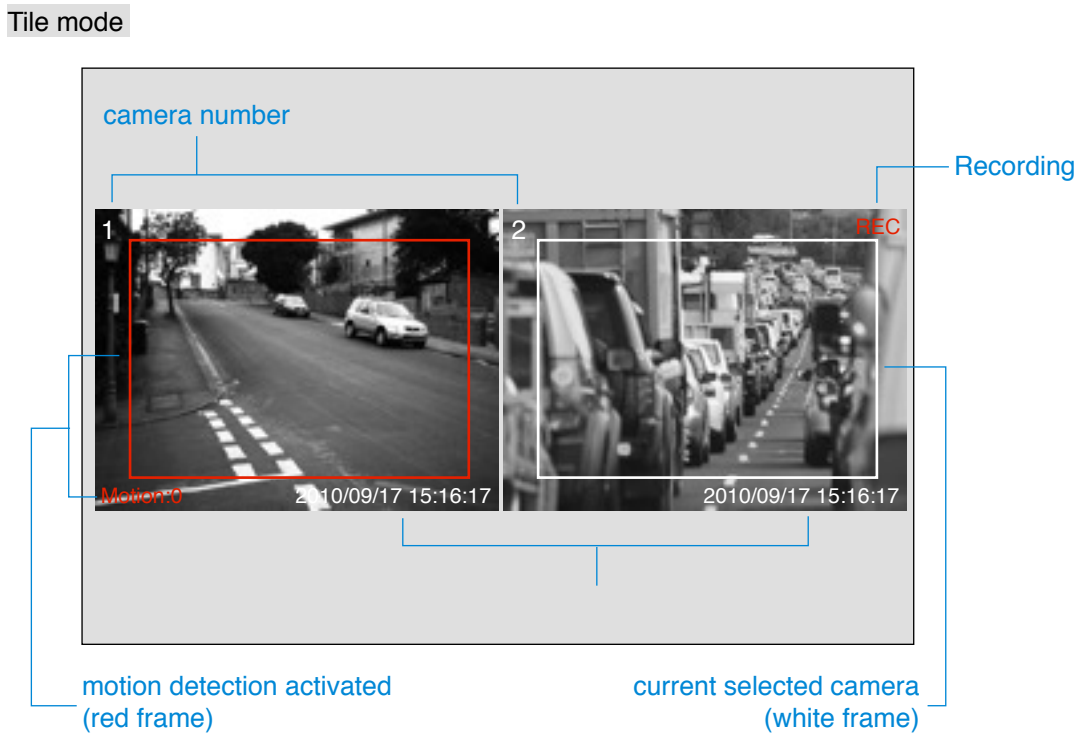 Tile mode
camera number
Recording
1
2
REC
Motion:0
2010/09/17 15:16:17
2010/09/17 15:16:17
motion detection activated
(red frame)
current selected camera
(white frame)